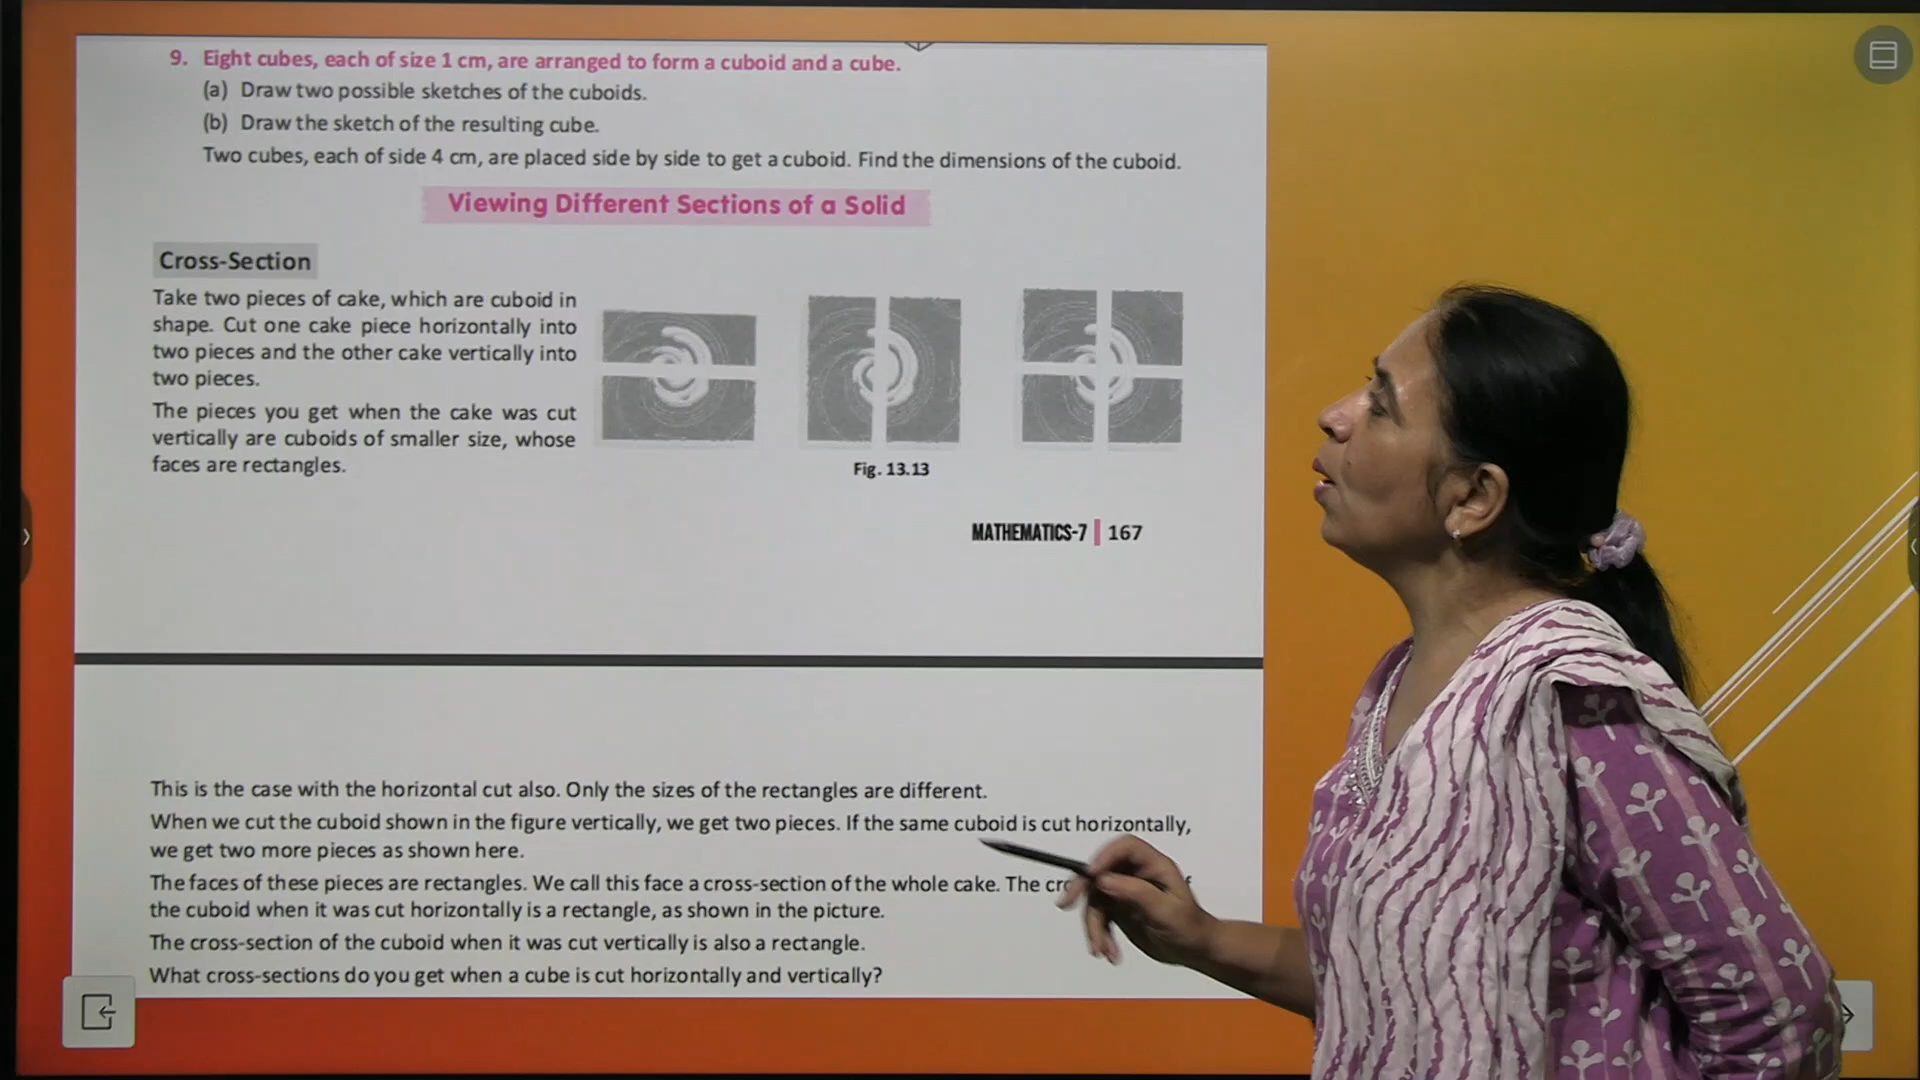 9. Eight cubes, each of size 1 cm, are arranged to form a cuboid and a cube.
(a) Draw two possible sketches of the cuboids.
(b) Draw the sketch of the resulting cube.
Two cubes, each of side 4 cm, are placed side by side to get a cuboid. Find the dimensions of the cuboid.
Viewing Different Sections of a Solid
Cross-Section
Take two pieces of cake, which are cuboid in
shape. Cut one cake piece horizontally into
two pieces and the other cake vertically into
two pieces.
The pieces you get when the cake was cut
vertically are cuboids of smaller size, whose
faces are rectangles.
Fig. 13.13
MATHEMATICS-7 | 167
This is the case with the horizontal cut also. Only the sizes of the rectangles are different.
When we cut the cuboid shown in the figure vertically, we get two pieces. If the same cuboid is cut horizontally,
we get two more pieces as shown here.
The faces of these pieces are rectangles. We call this face a cross-section of the whole cake. The
the cuboid when it was cut horizontally is a rectangle, as shown in the picture.
The cross-section of the cuboid when it was cut vertically is also a rectangle.
What cross-sections do you get when a cube is cut horizontally and vertically?